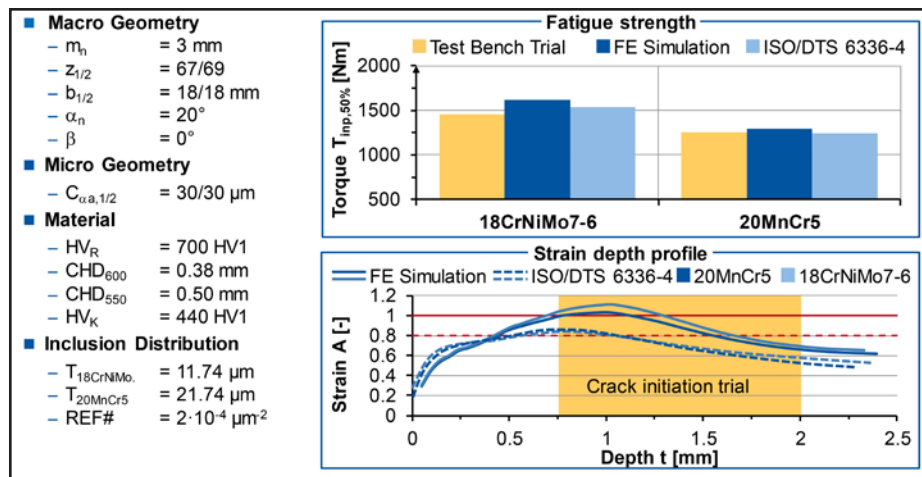 Macro Geometry
– mₙ = 3 mm
– z₁/₂ = 67/69
– b₁/₂ = 18/18 mm
– αₙ = 20°
– β = 0°
Micro Geometry
– Cαa,1/2 = 30/30 µm
Material
– HV_R = 700 HV1
– CHD₆₀₀ = 0.38 mm
– CHD₅₅₀ = 0.50 mm
– HV_K = 440 HV1
Inclusion Distribution
– T18CrNiMo. = 11.74 µm
– T20MnCr5 = 21.74 µm
– REF# = 2·10⁻⁴ µm⁻²
Fatigue strength
Test Bench Trial FE Simulation ISO/DTS 6336-4
Torque Tinp,50% [Nm]
2000
1500
1000
500
18CrNiMo7-6 20MnCr5
Strain depth profile
FE Simulation ISO/DTS 6336-4 20MnCr5 18CrNiMo7-6
Strain A [-]
1.2
1
0.8
0.6
0.4
0.2
0
Crack initiation trial
0 0.5 1 1.5 2 2.5
Depth t [mm]